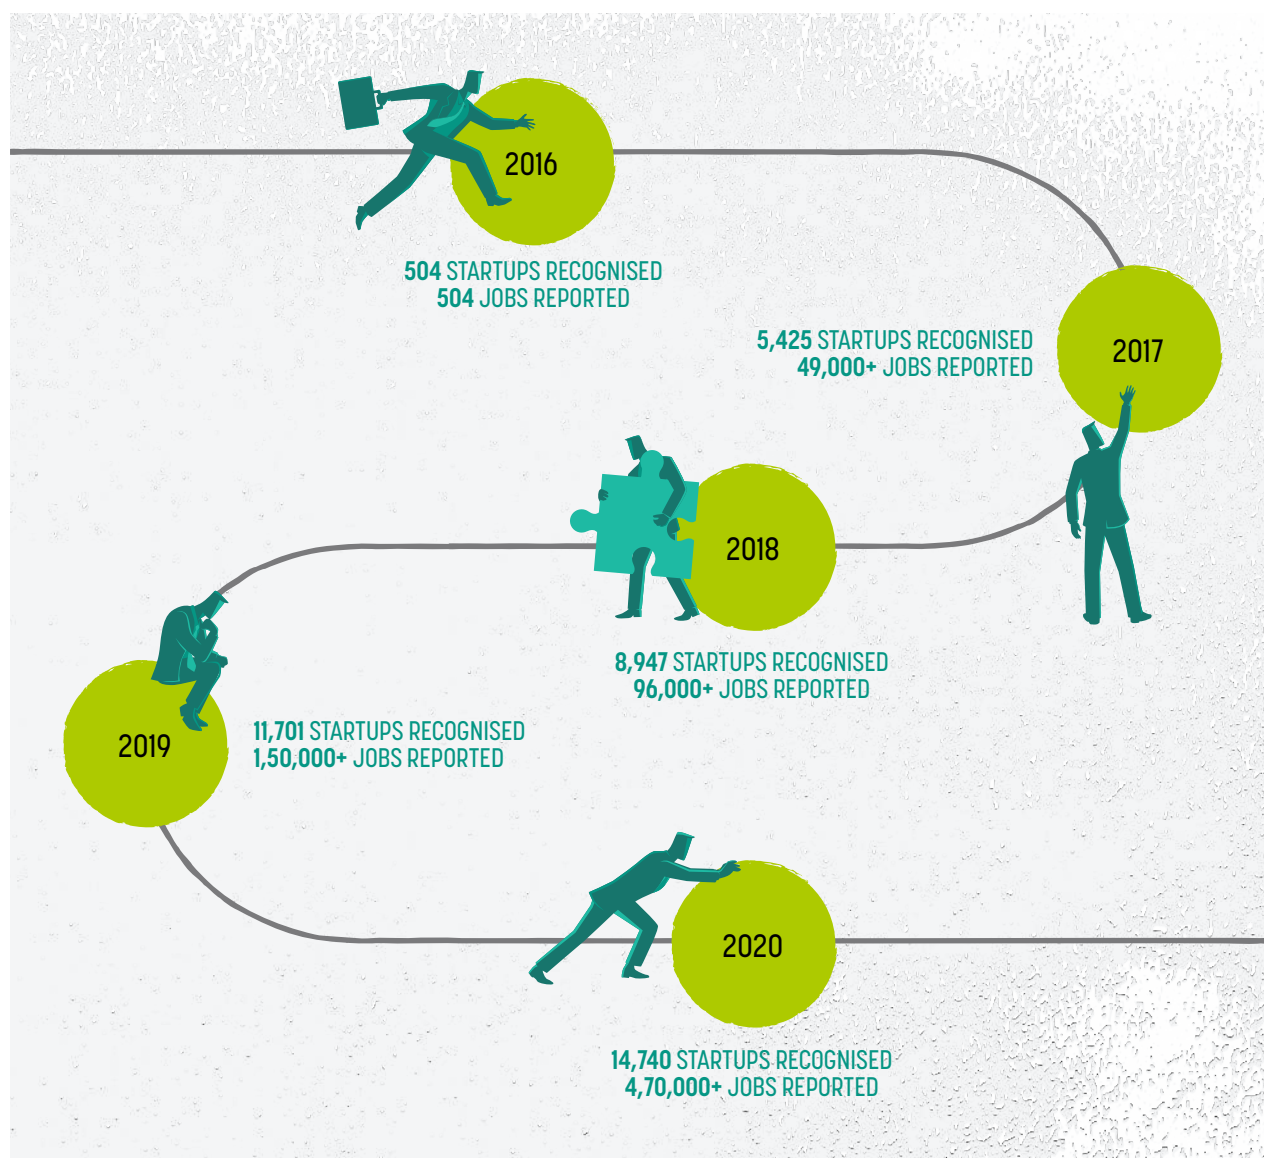 2016
504 STARTUPS RECOGNISED
504 JOBS REPORTED
2017
5,425 STARTUPS RECOGNISED
49,000+ JOBS REPORTED
2018
8,947 STARTUPS RECOGNISED
96,000+ JOBS REPORTED
2019
11,701 STARTUPS RECOGNISED
1,50,000+ JOBS REPORTED
2020
14,740 STARTUPS RECOGNISED
4,70,000+ JOBS REPORTED